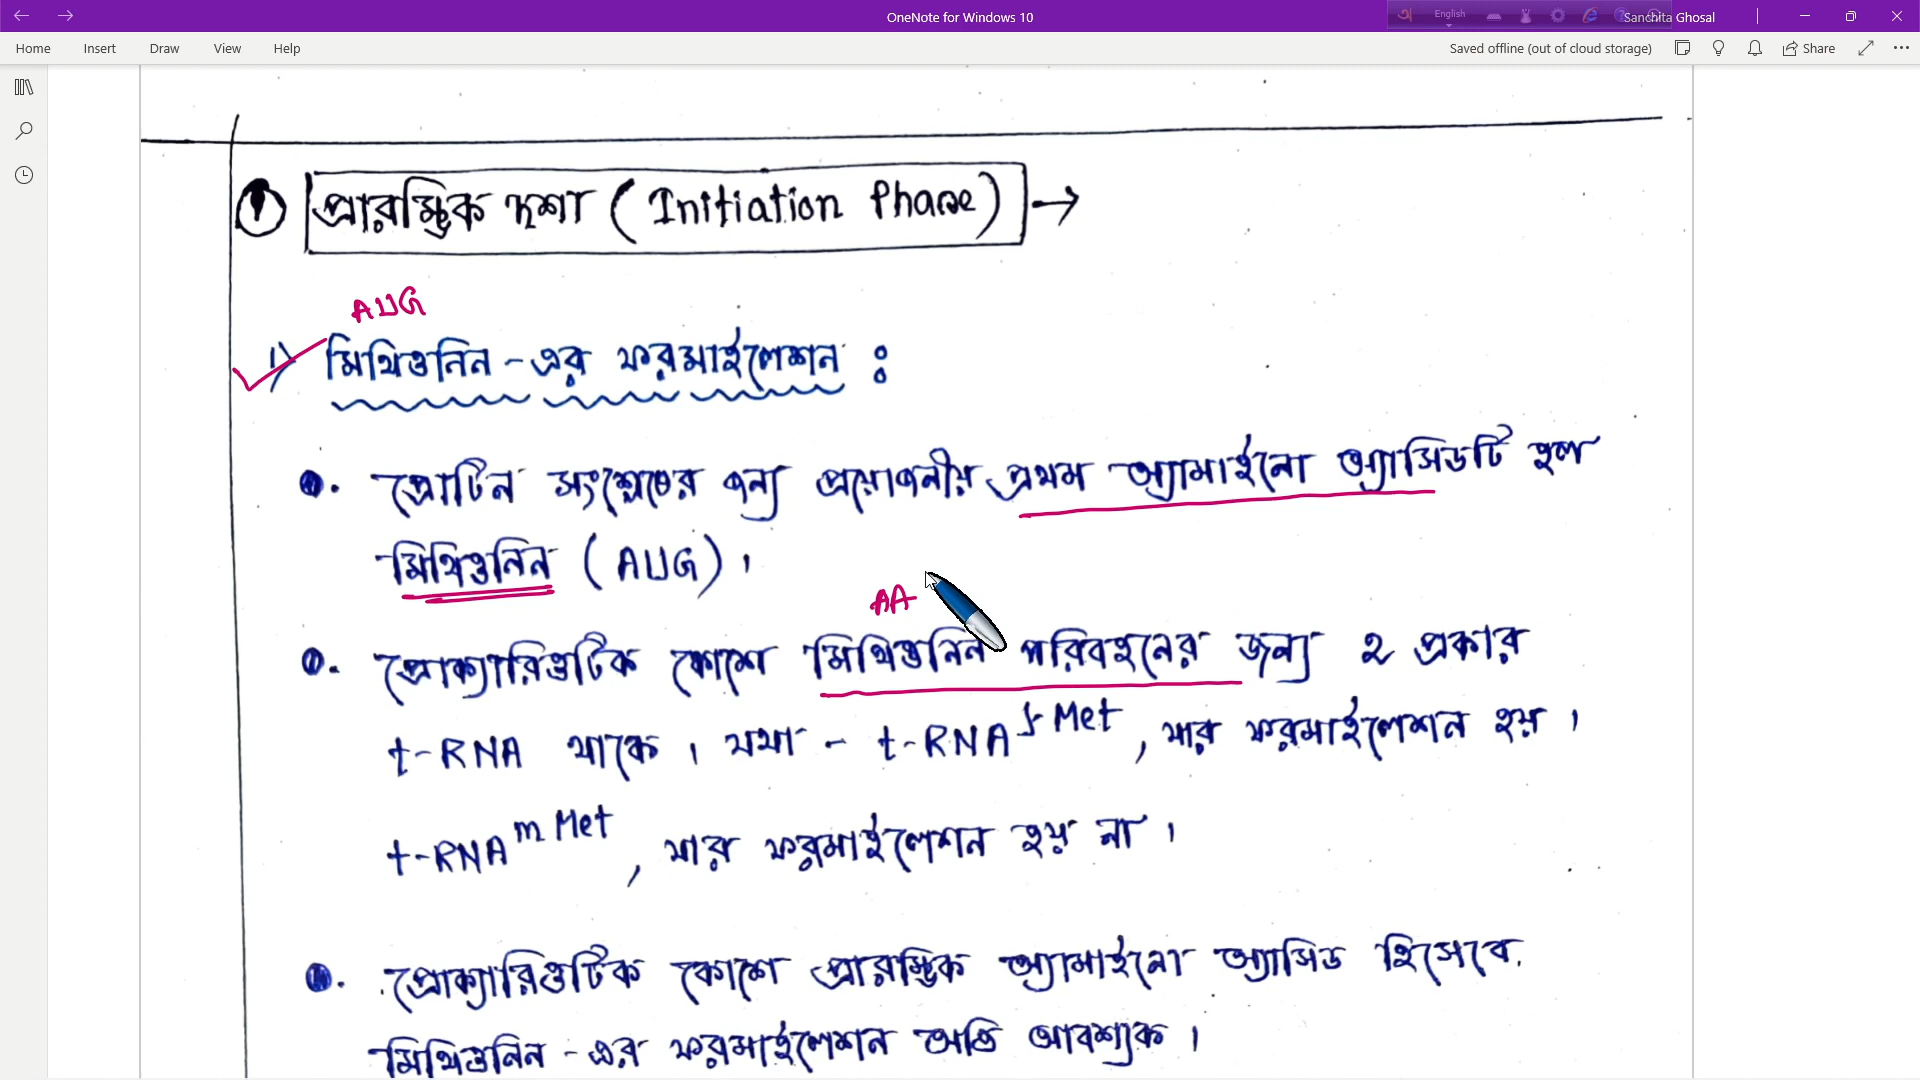 OneNote for Windows 10
English
Sanchita Ghosal
Home Insert Draw View Help
Saved offline (out of cloud storage) Share
১ প্রারম্ভিক দশা (Initiation Phase) →
AUG
1) মিথিওনিন - এর ফরমাইলেশন :
প্রোটিন সংশ্লেষের জন্য প্রয়োজনীয় প্রথম অ্যামাইনো অ্যাসিডটি হল
মিথিওনিন (AUG)।
AA
প্রোক্যারিওটিক কোশে মিথিওনিন পরিবহনের জন্য ২ প্রকার
t-RNA থাকে । যথা - t-RNA f Met , যার ফরমাইলেশন হয় ।
t-RNA m Met , যার ফরমাইলেশন হয় না ।
প্রোক্যারিওটিক কোশে প্রারম্ভিক অ্যামাইনো অ্যাসিড হিসেবে
মিথিওনিন - এর ফরমাইলেশন অতি আবশ্যক ।